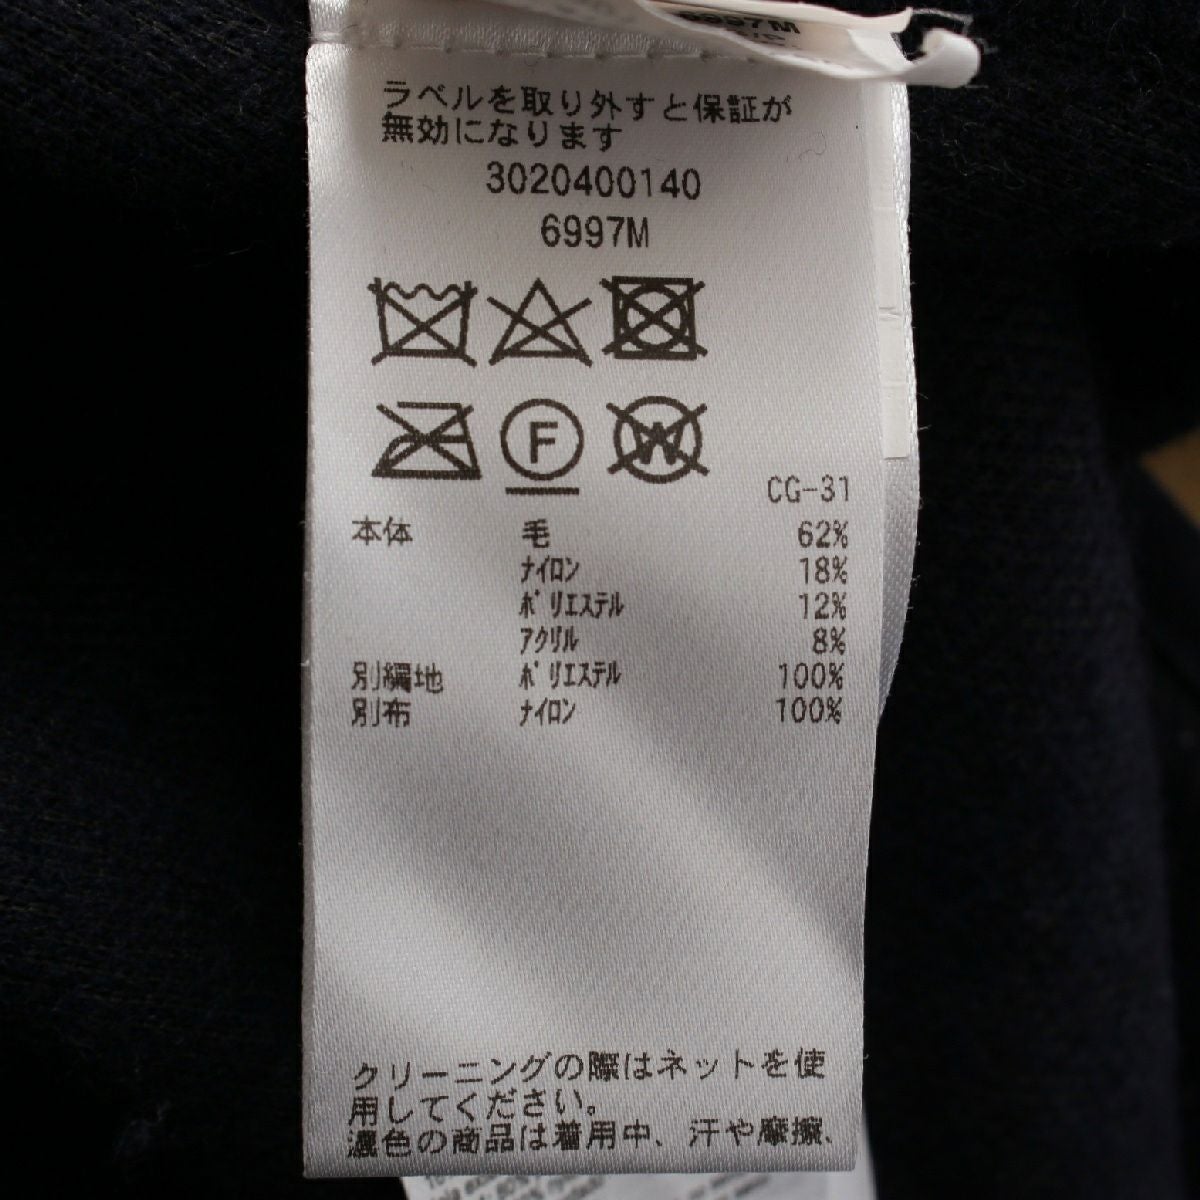 6997M
ラベルを取り外すと保証が
無効になります
3020400140
6997M
F
W
CG-31
本体 毛 62%
ナイロン 18%
ポリエステル 12%
アクリル 8%
別編地 ポリエステル 100%
別布 ナイロン 100%
クリーニングの際はネットを使
用してください。
濃色の商品は着用中、汗や摩擦、